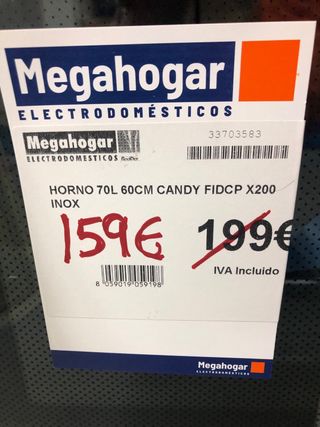 Megahogar
ELECTRODOMÉSTICOS
Megahogar
ELECTRODOMESTICOS
33703583
HORNO 70L 60CM CANDY FIDCP X200
INOX
159€
199€
IVA Incluido
8 059019 059198
Megahogar
ELECTRODOMÉSTICOS